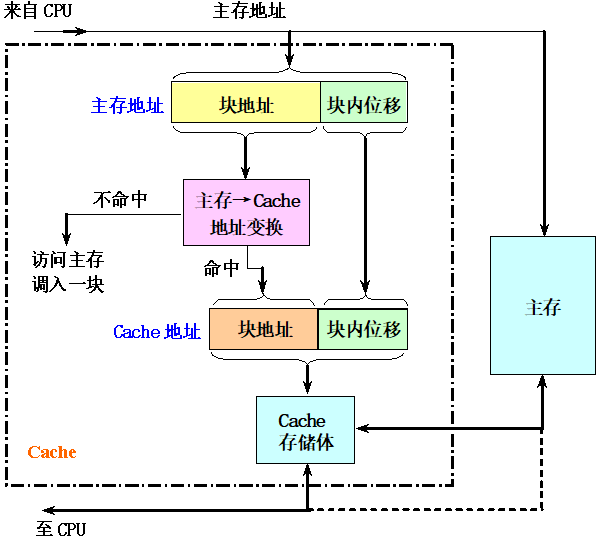 来自 CPU
主存地址
主存地址
块地址
块内位移
不命中
主存→Cache
地址变换
访问主存
调入一块
命中
主存
Cache 地址
块地址
块内位移
Cache
存储体
Cache
至 CPU